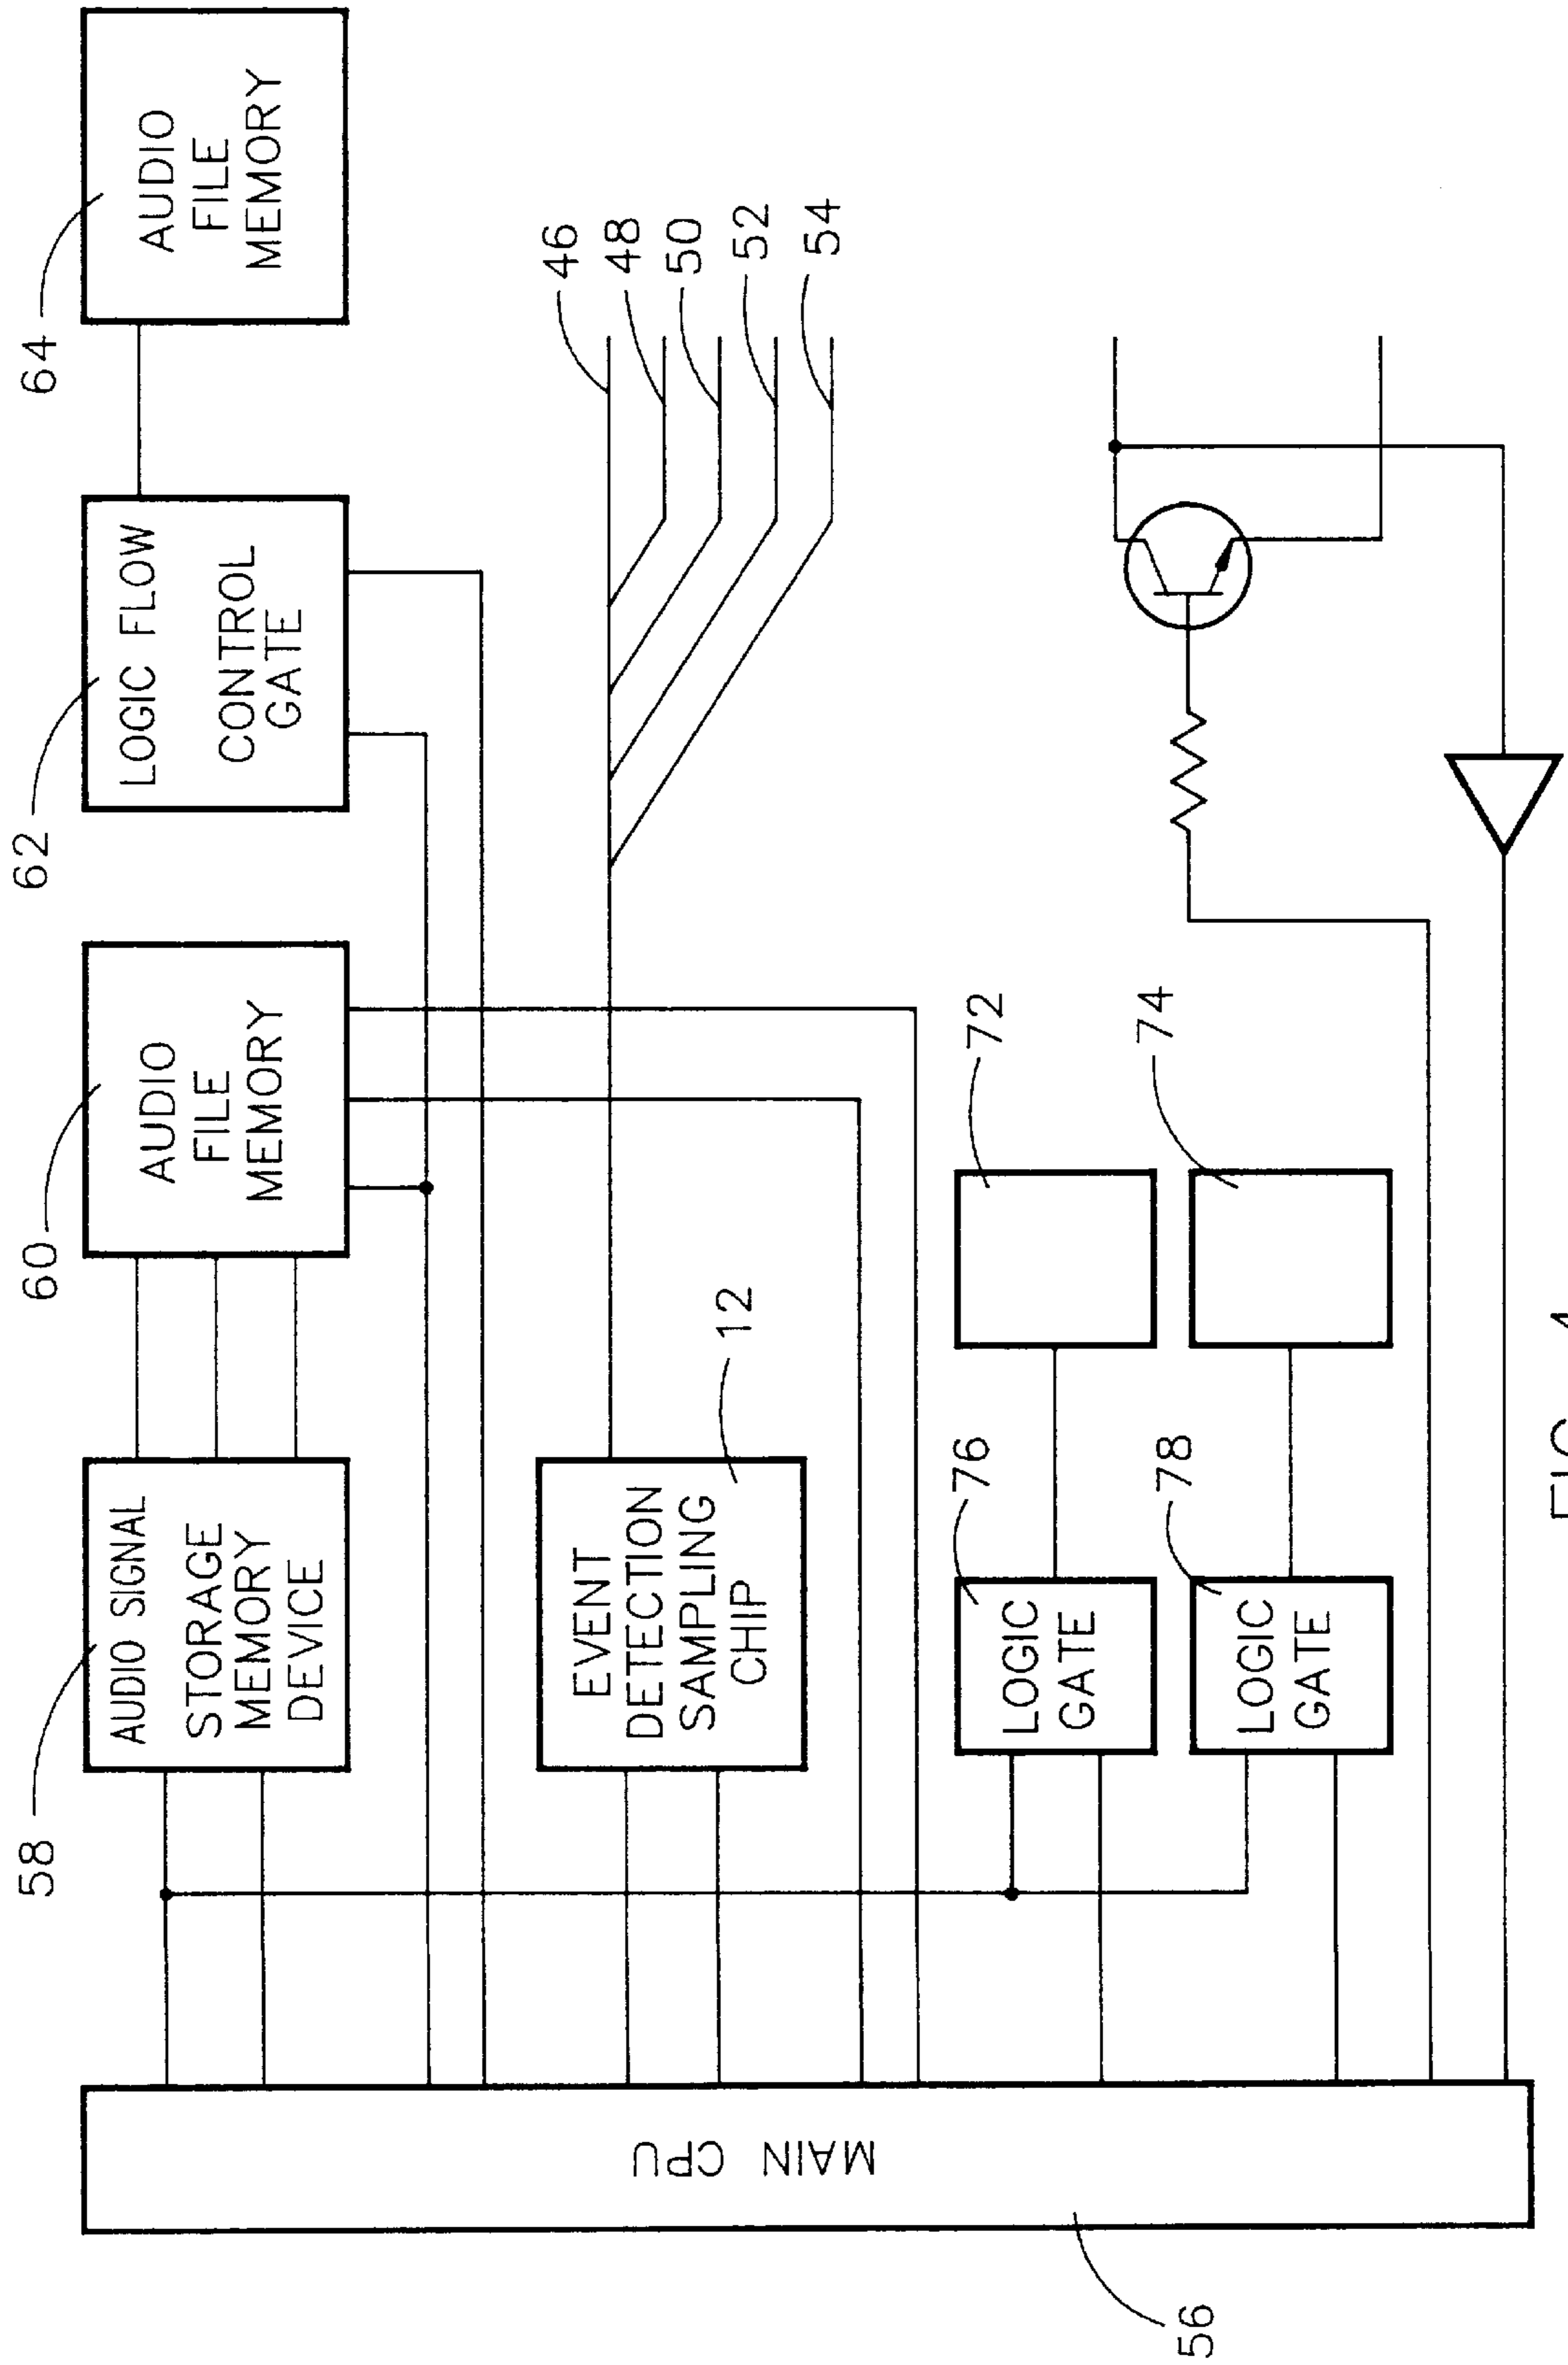 64
AUDIO
FILE
MEMORY
62
LOGIC FLOW
CONTROL
GATE
60
AUDIO
FILE
MEMORY
58
AUDIO SIGNAL
STORAGE
MEMORY
DEVICE
46
48
50
52
54
12
EVENT
DETECTION
SAMPLING
CHIP
72
74
76
LOGIC
GATE
78
LOGIC
GATE
MAIN CPU
56